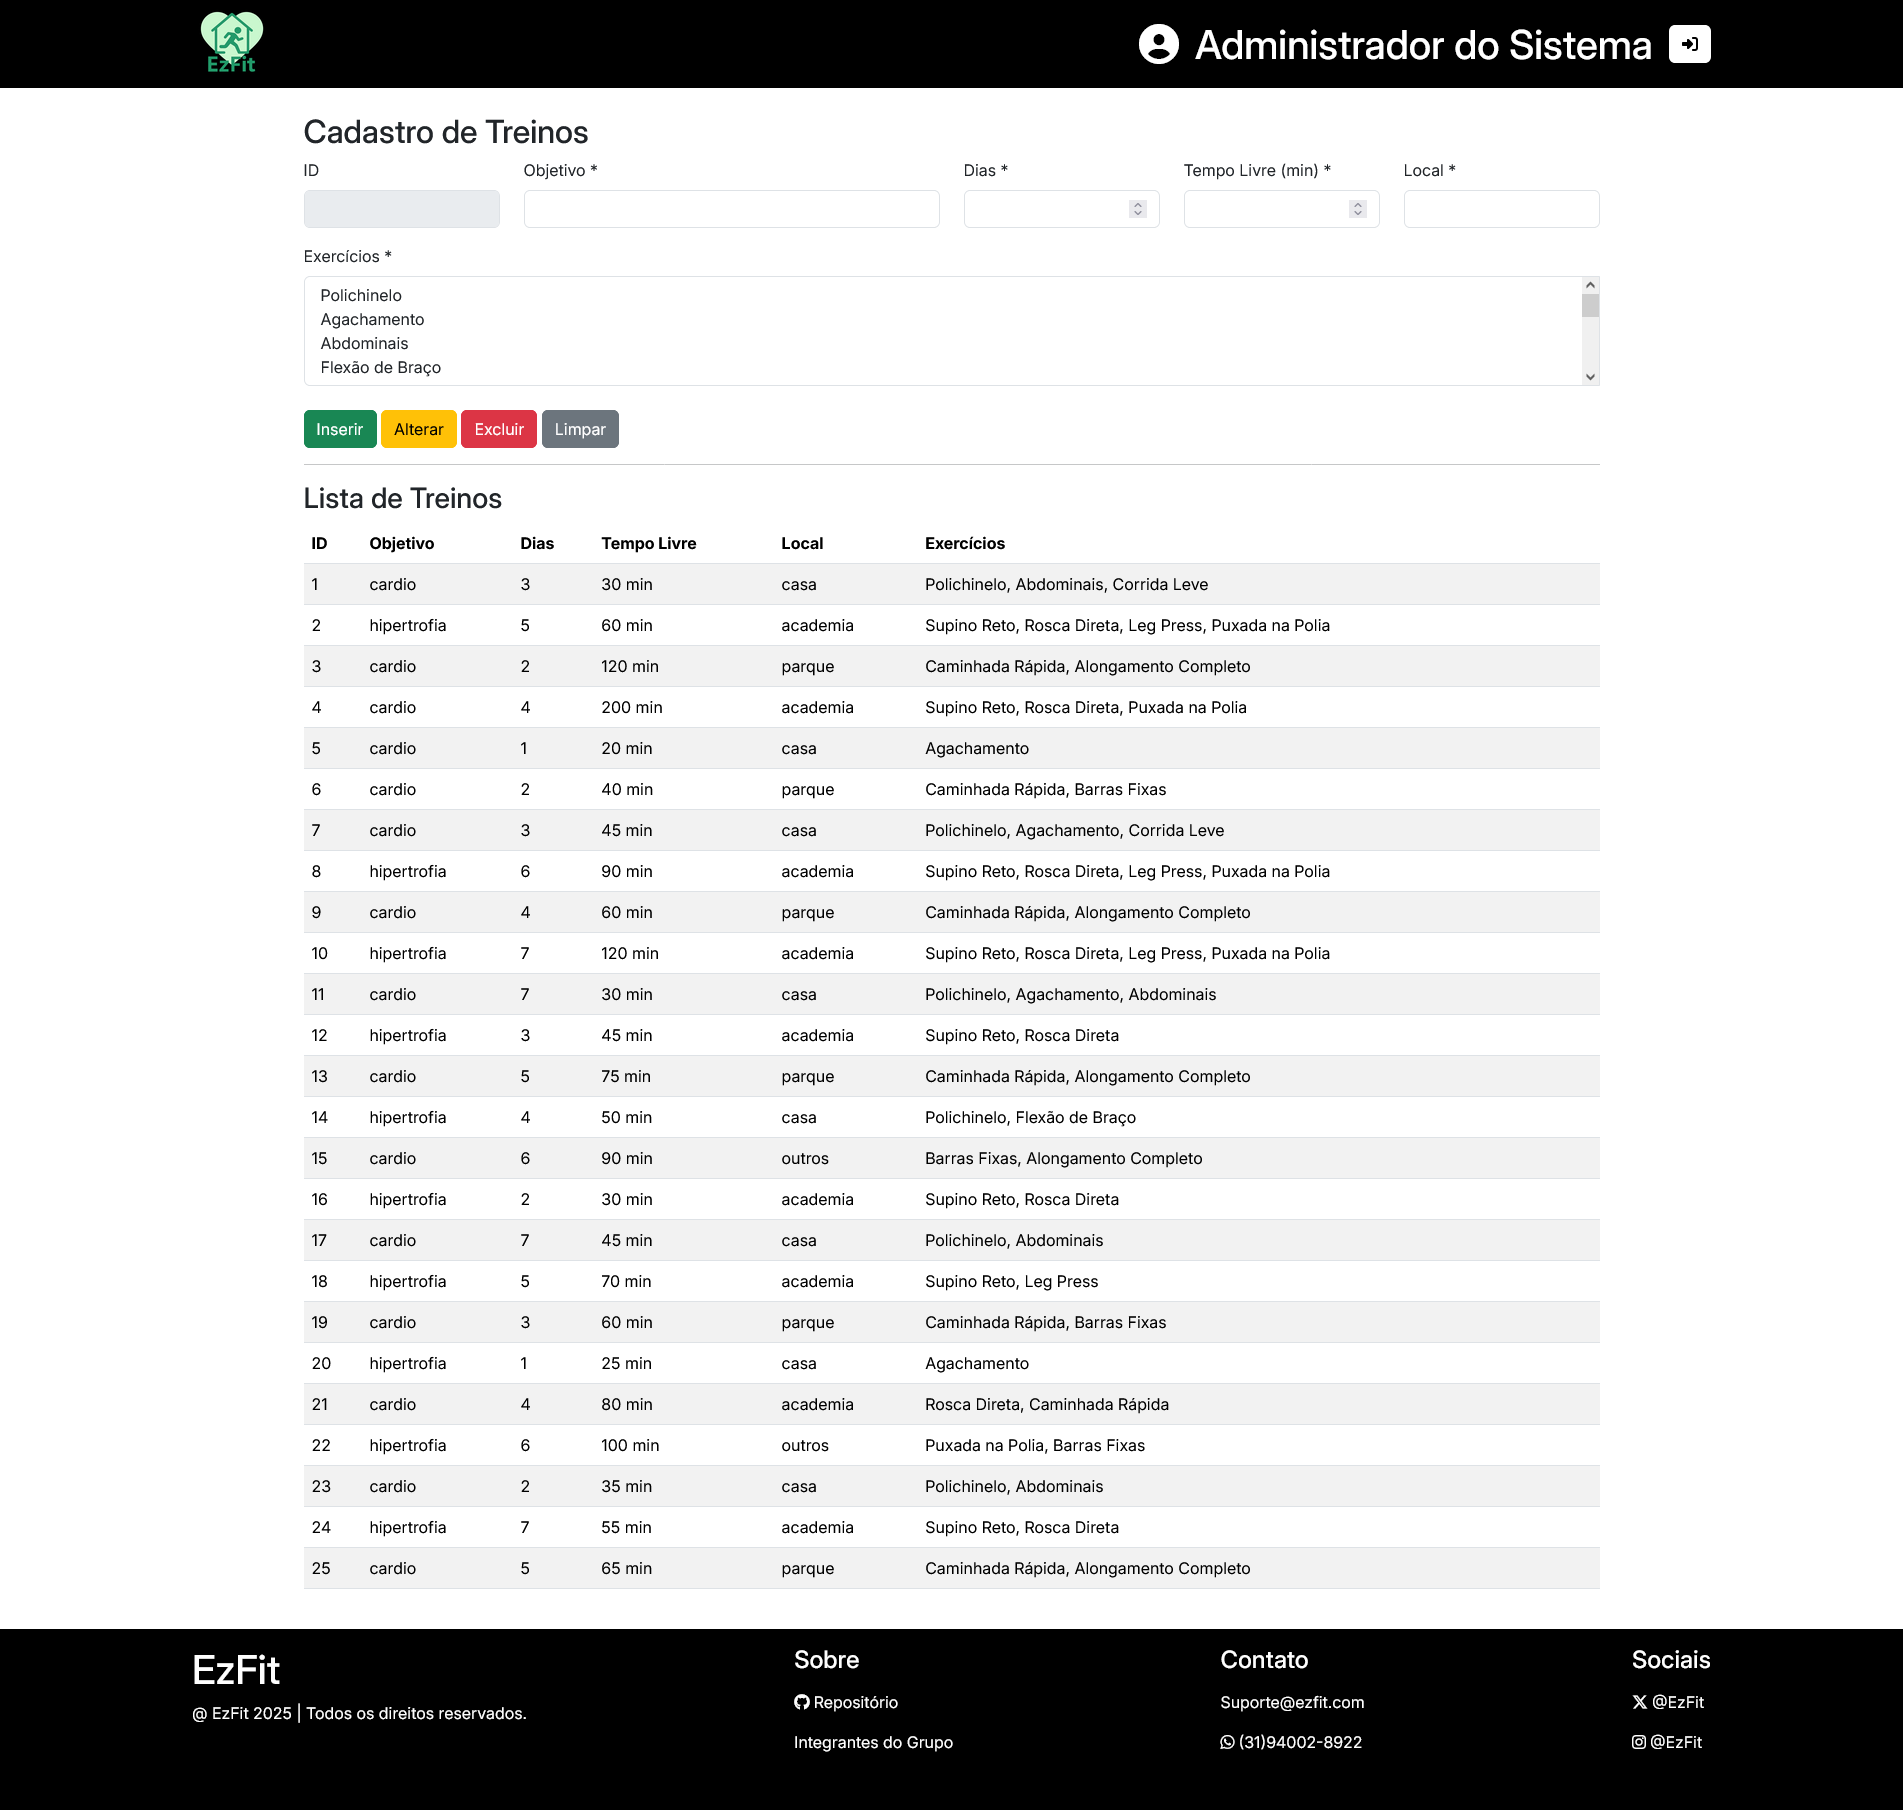 EzFit
Administrador do Sistema
Cadastro de Treinos
ID Objetivo * Dias * Tempo Livre (min) * Local *
Exercícios *
Polichinelo
Agachamento
Abdominais
Flexão de Braço
Inserir Alterar Excluir Limpar
Lista de Treinos
ID Objetivo Dias Tempo Livre Local Exercícios
1 cardio 3 30 min casa Polichinelo, Abdominais, Corrida Leve
2 hipertrofia 5 60 min academia Supino Reto, Rosca Direta, Leg Press, Puxada na Polia
3 cardio 2 120 min parque Caminhada Rápida, Alongamento Completo
4 cardio 4 200 min academia Supino Reto, Rosca Direta, Puxada na Polia
5 cardio 1 20 min casa Agachamento
6 cardio 2 40 min parque Caminhada Rápida, Barras Fixas
7 cardio 3 45 min casa Polichinelo, Agachamento, Corrida Leve
8 hipertrofia 6 90 min academia Supino Reto, Rosca Direta, Leg Press, Puxada na Polia
9 cardio 4 60 min parque Caminhada Rápida, Alongamento Completo
10 hipertrofia 7 120 min academia Supino Reto, Rosca Direta, Leg Press, Puxada na Polia
11 cardio 7 30 min casa Polichinelo, Agachamento, Abdominais
12 hipertrofia 3 45 min academia Supino Reto, Rosca Direta
13 cardio 5 75 min parque Caminhada Rápida, Alongamento Completo
14 hipertrofia 4 50 min casa Polichinelo, Flexão de Braço
15 cardio 6 90 min outros Barras Fixas, Alongamento Completo
16 hipertrofia 2 30 min academia Supino Reto, Rosca Direta
17 cardio 7 45 min casa Polichinelo, Abdominais
18 hipertrofia 5 70 min academia Supino Reto, Leg Press
19 cardio 3 60 min parque Caminhada Rápida, Barras Fixas
20 hipertrofia 1 25 min casa Agachamento
21 cardio 4 80 min academia Rosca Direta, Caminhada Rápida
22 hipertrofia 6 100 min outros Puxada na Polia, Barras Fixas
23 cardio 2 35 min casa Polichinelo, Abdominais
24 hipertrofia 7 55 min academia Supino Reto, Rosca Direta
25 cardio 5 65 min parque Caminhada Rápida, Alongamento Completo
EzFit
@ EzFit 2025 | Todos os direitos reservados.
Sobre
Repositório
Integrantes do Grupo
Contato
Suporte@ezfit.com
(31)94002-8922
Sociais
@EzFit
@EzFit